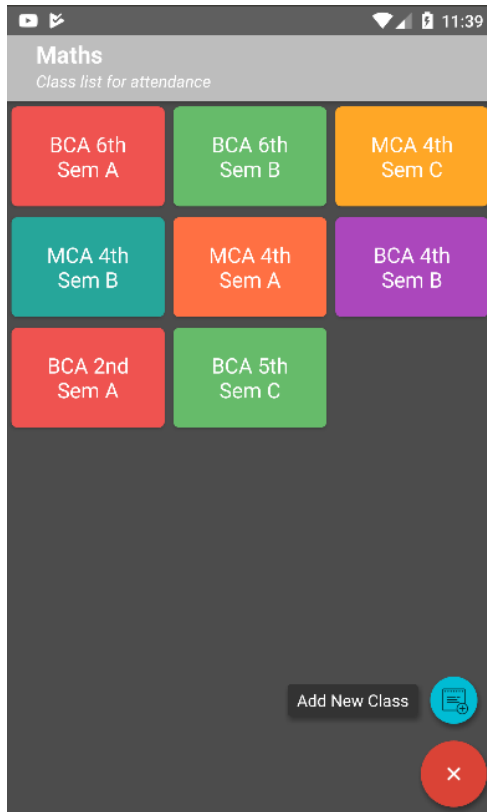 11:39
Maths
Class list for attendance
BCA 6th
Sem A
BCA 6th
Sem B
MCA 4th
Sem C
MCA 4th
Sem B
MCA 4th
Sem A
BCA 4th
Sem B
BCA 2nd
Sem A
BCA 5th
Sem C
Add New Class